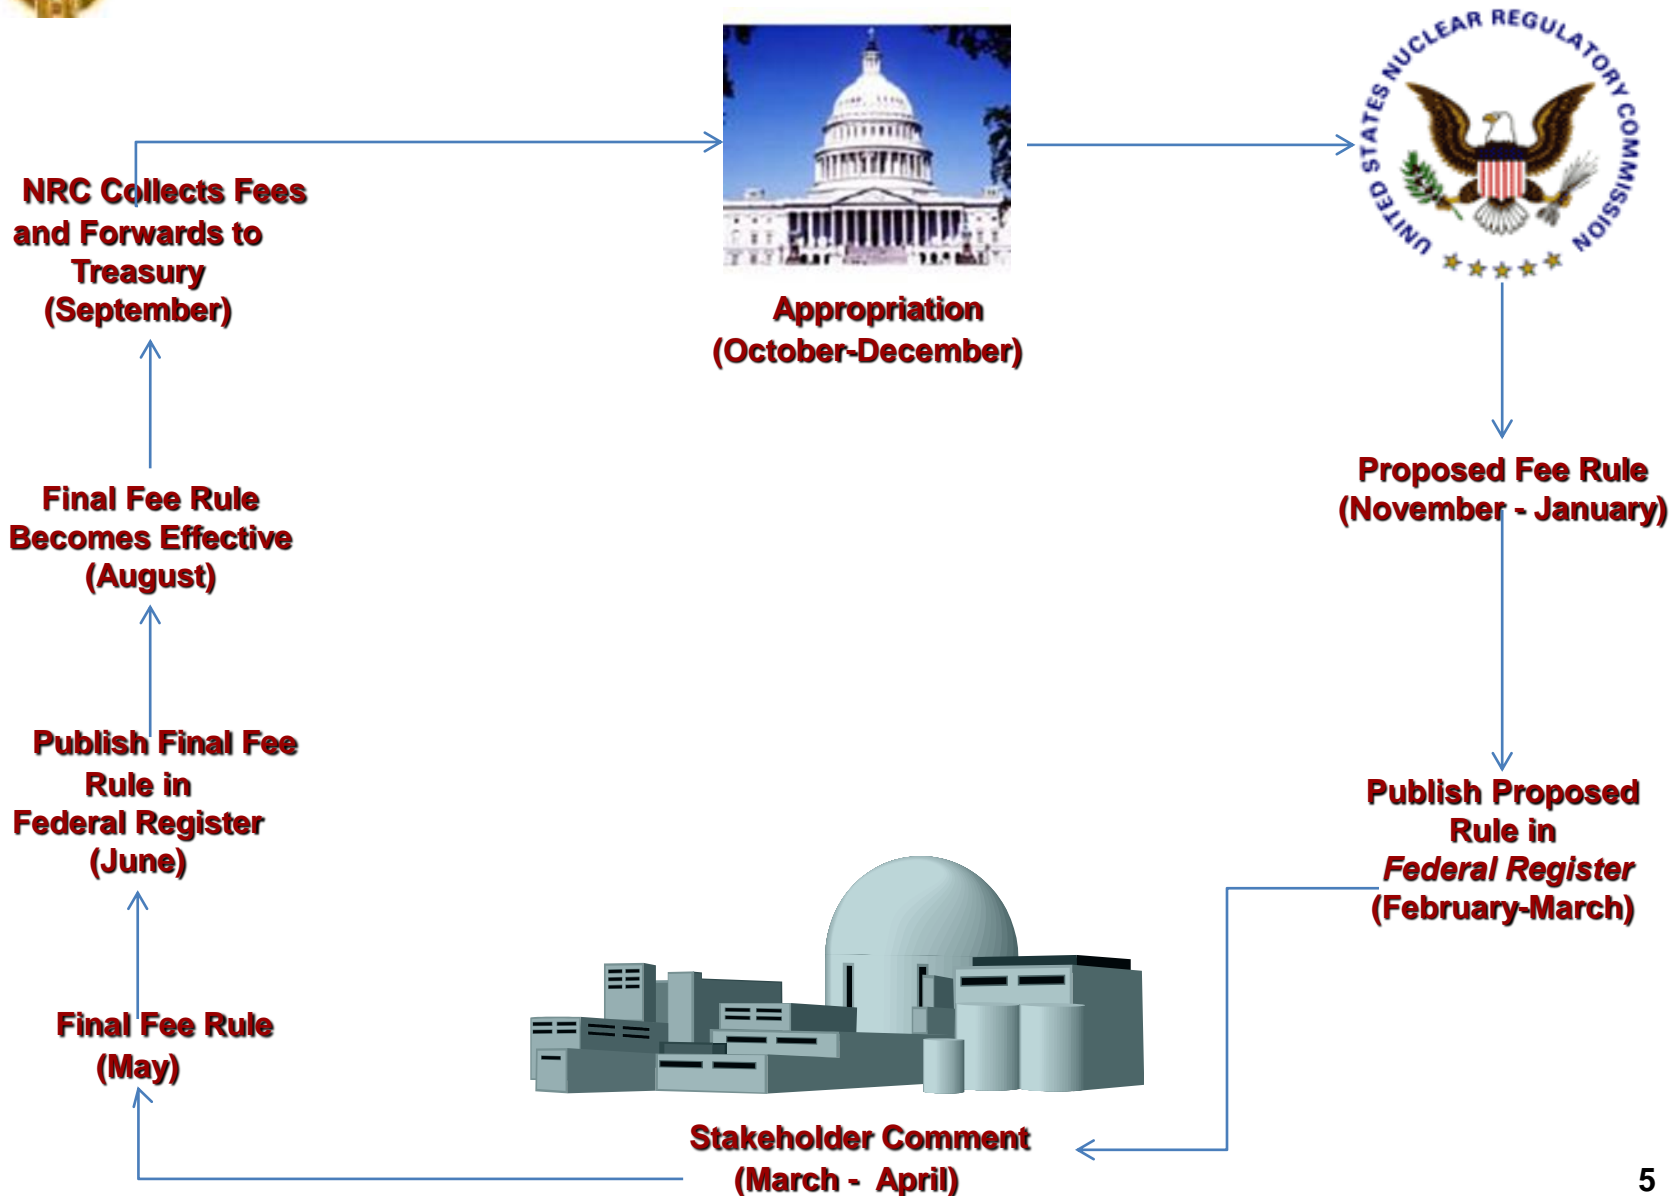 UNITED STATES NUCLEAR REGULATORY COMMISSION
NRC Collects Fees
and Forwards to
Treasury
(September)
Appropriation
(October-December)
Proposed Fee Rule
(November - January)
Final Fee Rule
Becomes Effective
(August)
Publish Final Fee
Rule in
Federal Register
(June)
Publish Proposed
Rule in
Federal Register
(February-March)
Final Fee Rule
(May)
Stakeholder Comment
(March - April)
5